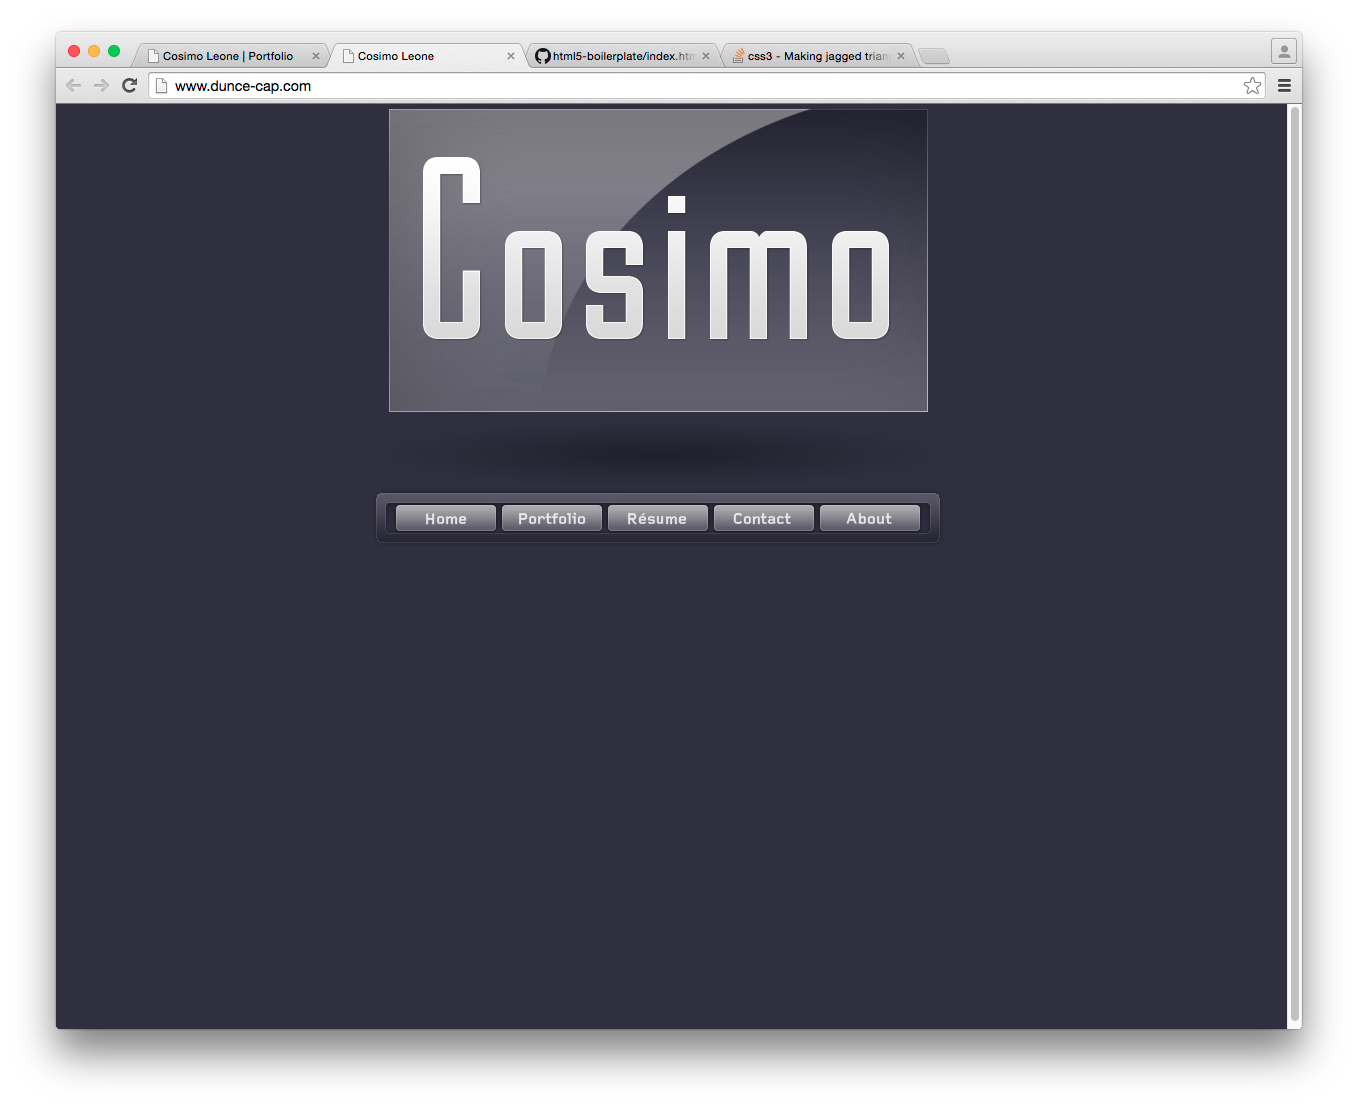 Cosimo Leone | Portfolio
Cosimo Leone
html5-boilerplate/index.htm
css3 - Making jagged trian
www.dunce-cap.com
Cosimo
Home
Portfolio
Résume
Contact
About